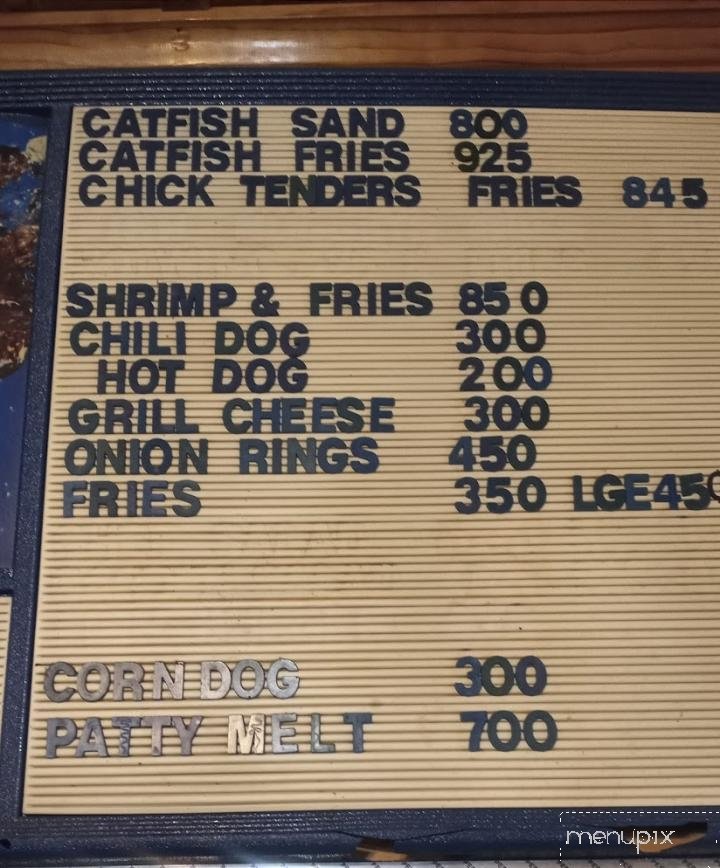 CATFISH SAND 800
CATFISH FRIES 925
CHICK TENDERS FRIES 845
SHRIMP & FRIES 850
CHILI DOG 300
HOT DOG 200
GRILL CHEESE 300
ONION RINGS 450
FRIES 350 LGE450
CORN DOG 300
PATTY MELT 700
menupix